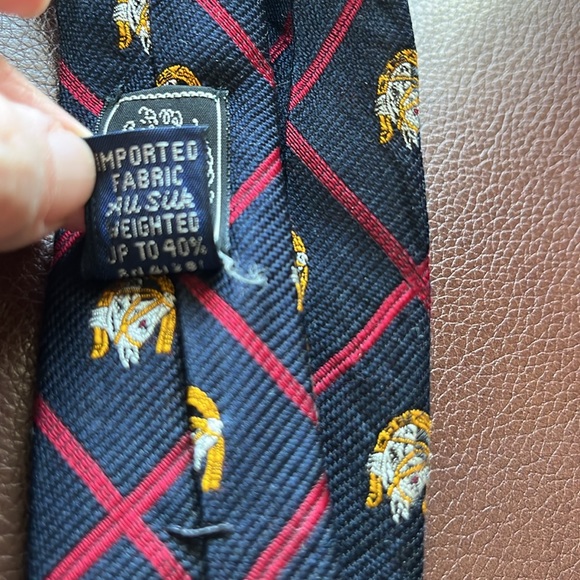 IMPORTED
FABRIC
All Silk
WEIGHTED
UP TO 40%